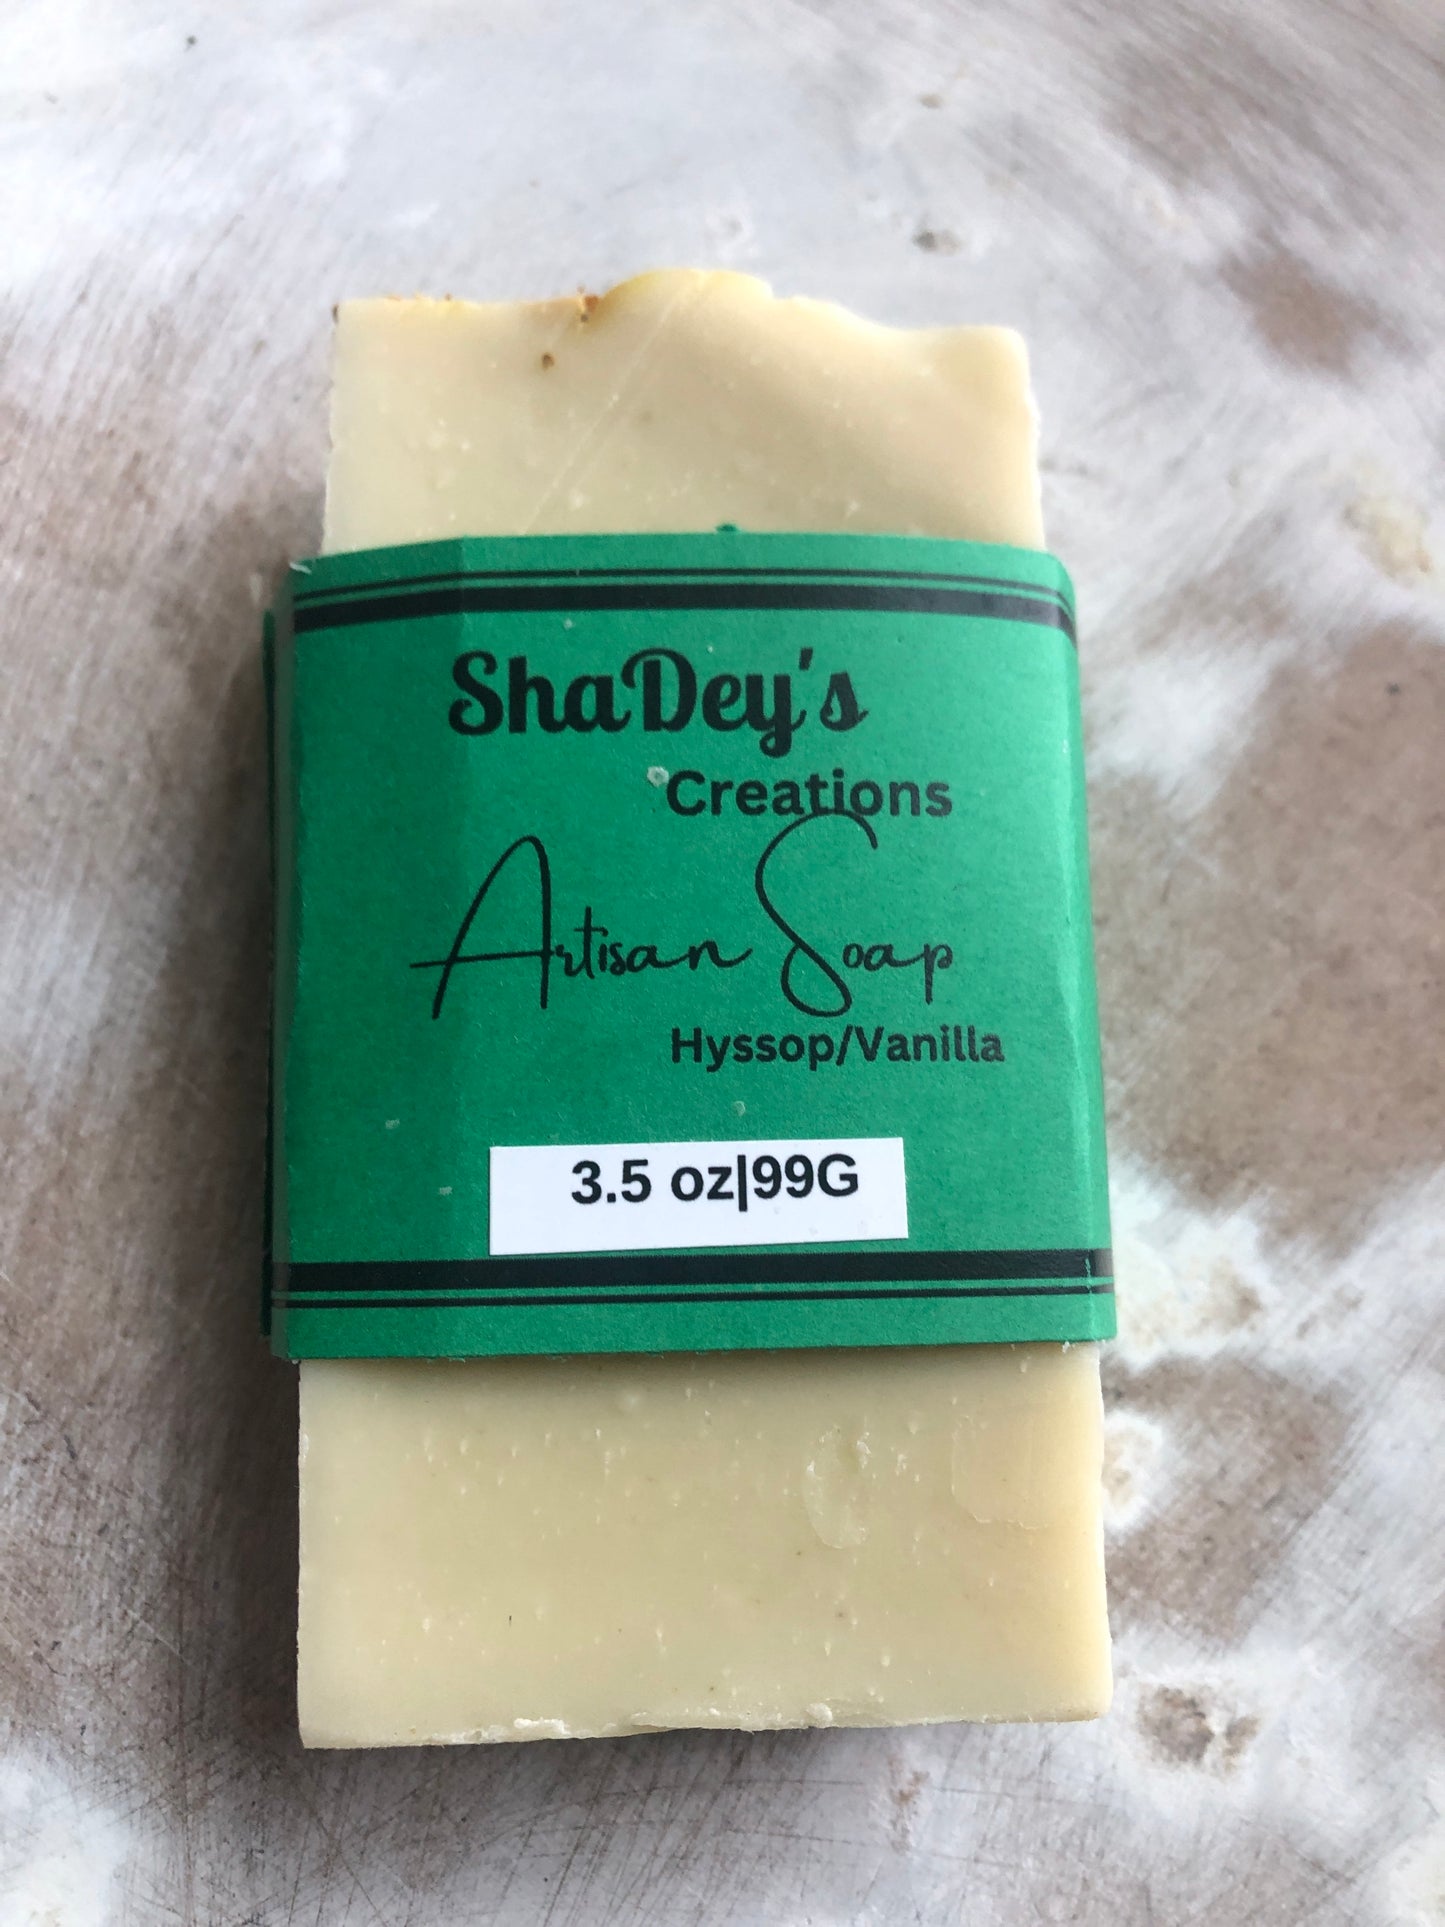 ShaDey's
Creations
Artisan Soap
Hyssop/Vanilla
3.5 oz|99G